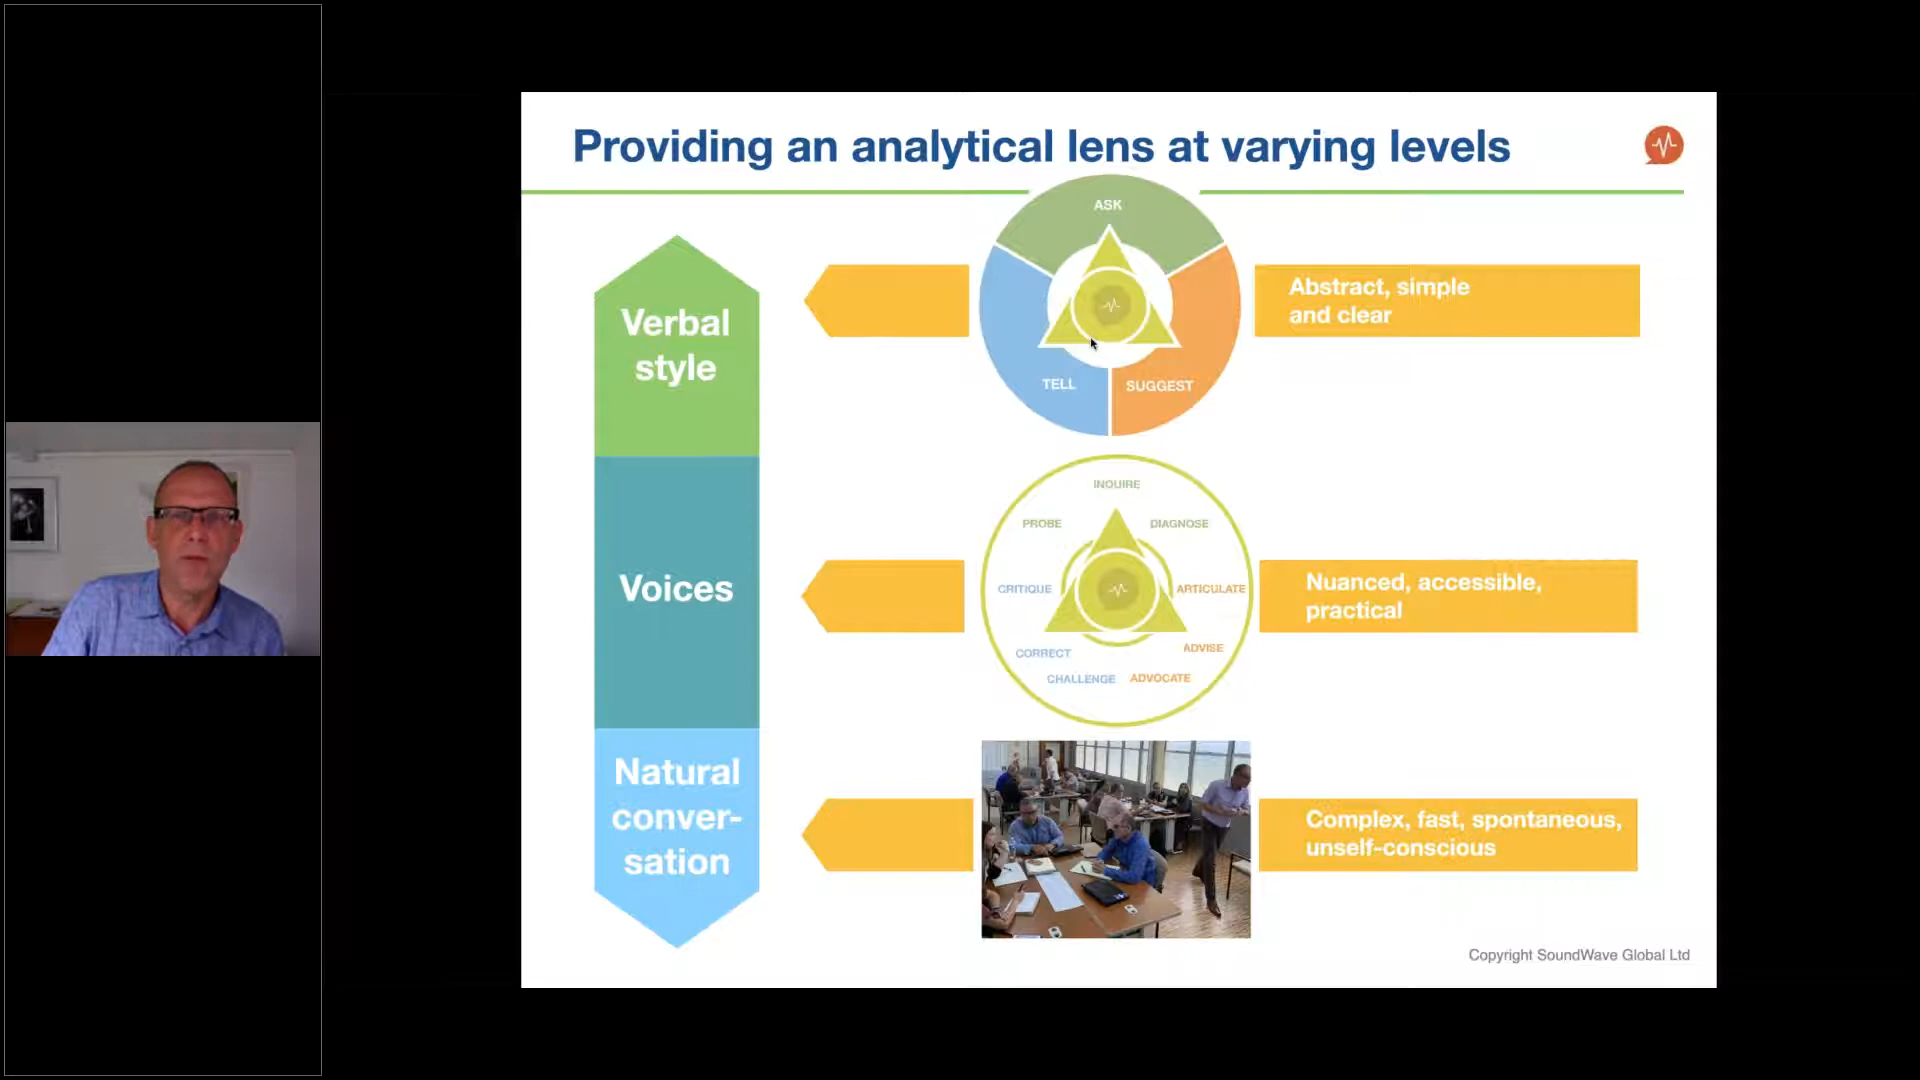 Providing an analytical lens at varying levels
Verbal
style
ASK
TELL
SUGGEST
Abstract, simple
and clear
Voices
INQUIRE
PROBE
DIAGNOSE
CRITIQUE
ARTICULATE
CORRECT
ADVISE
CHALLENGE
ADVOCATE
Nuanced, accessible,
practical
Natural
conver-
sation
Complex, fast, spontaneous,
unself-conscious
Copyright SoundWave Global Ltd